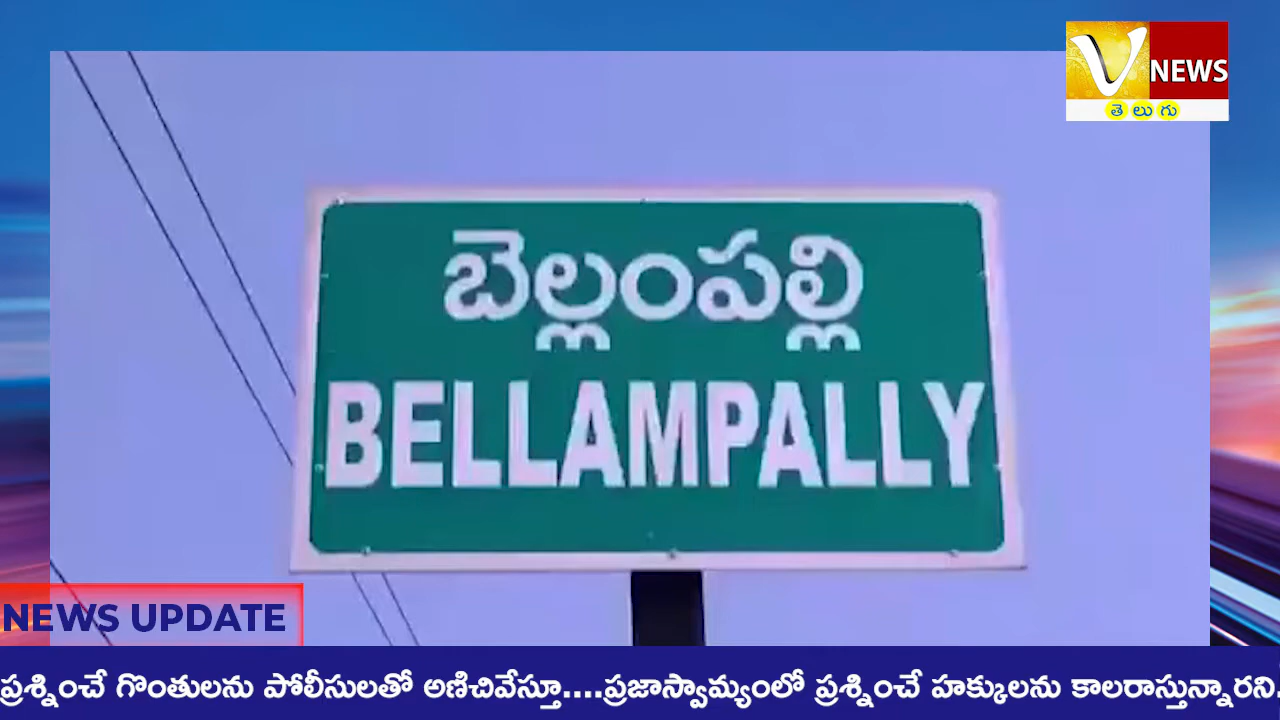 V NEWS
తెలుగు
బెల్లంపల్లి
BELLAMPALLY
NEWS UPDATE
ప్రశ్నించే గొంతులను పోలీసులతో అణిచివేస్తూ....ప్రజాస్వామ్యంలో ప్రశ్నించే హక్కులను కాలరాస్తున్నారని.